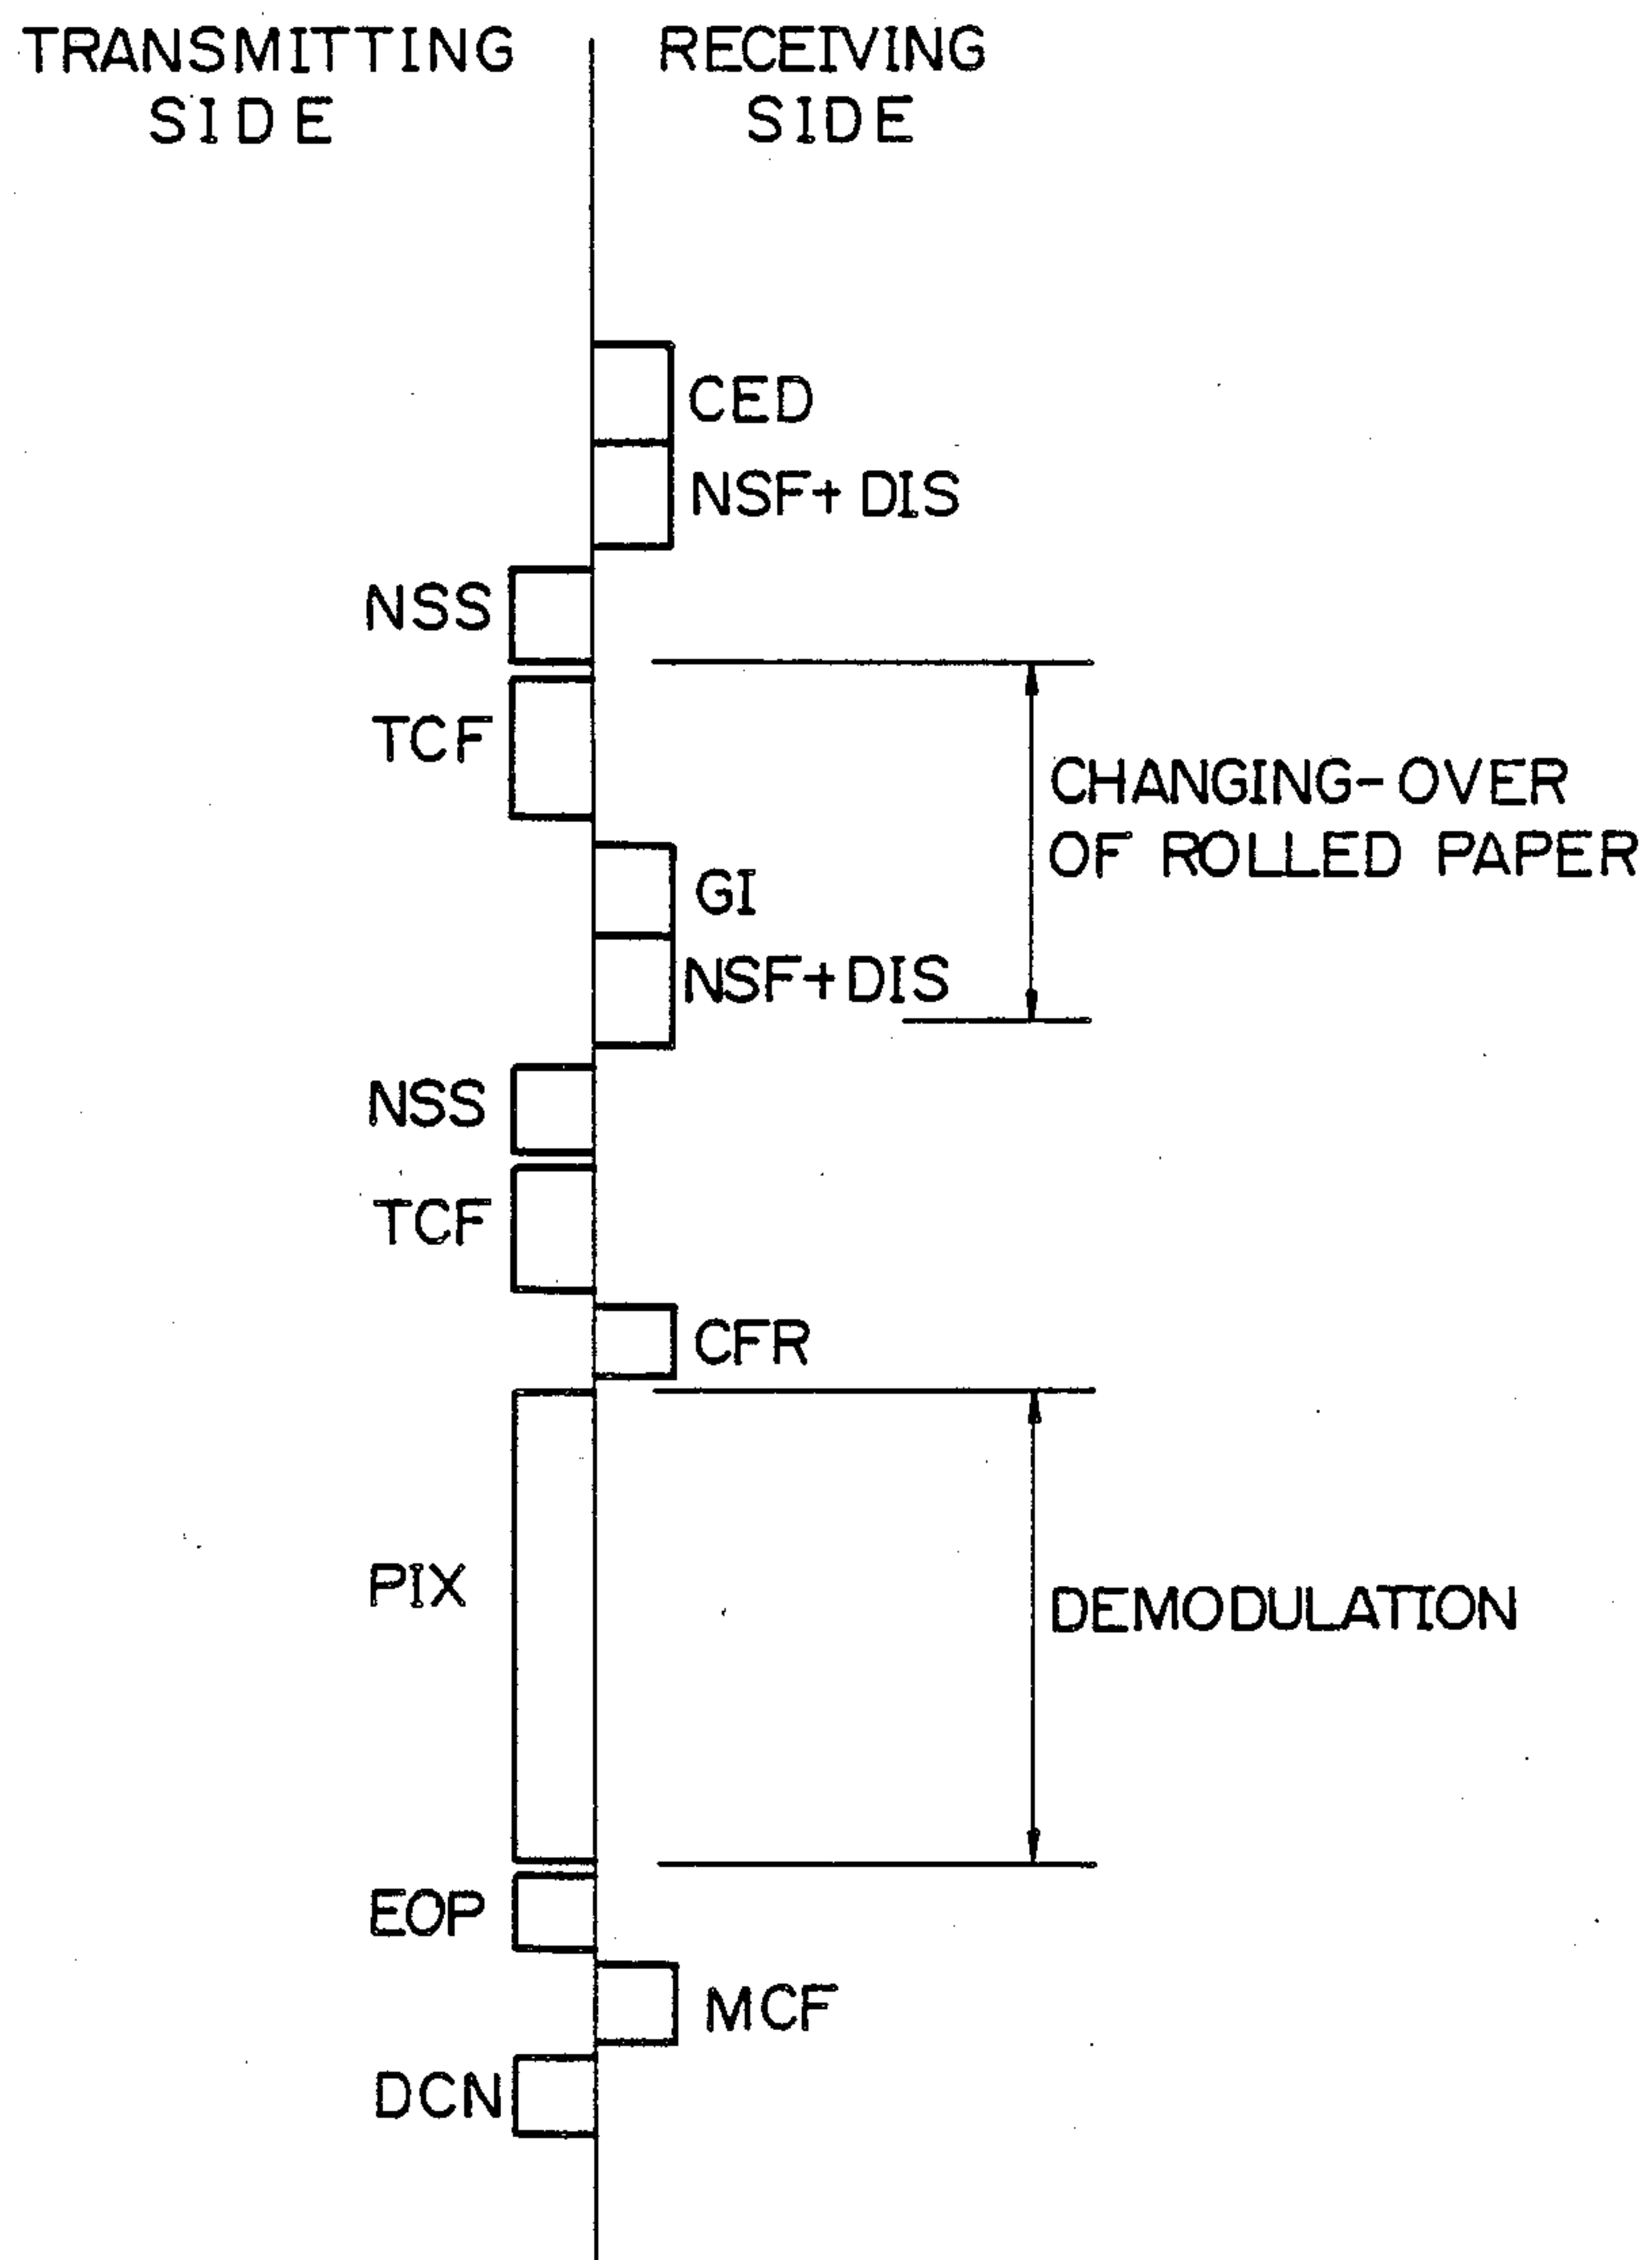 TRANSMITTING
SIDE
RECEIVING
SIDE
CED
NSF+DIS
NSS
TCF
CHANGING-OVER
OF ROLLED PAPER
GI
NSF+DIS
NSS
TCF
CFR
PIX
DEMODULATION
EOP
MCF
DCN